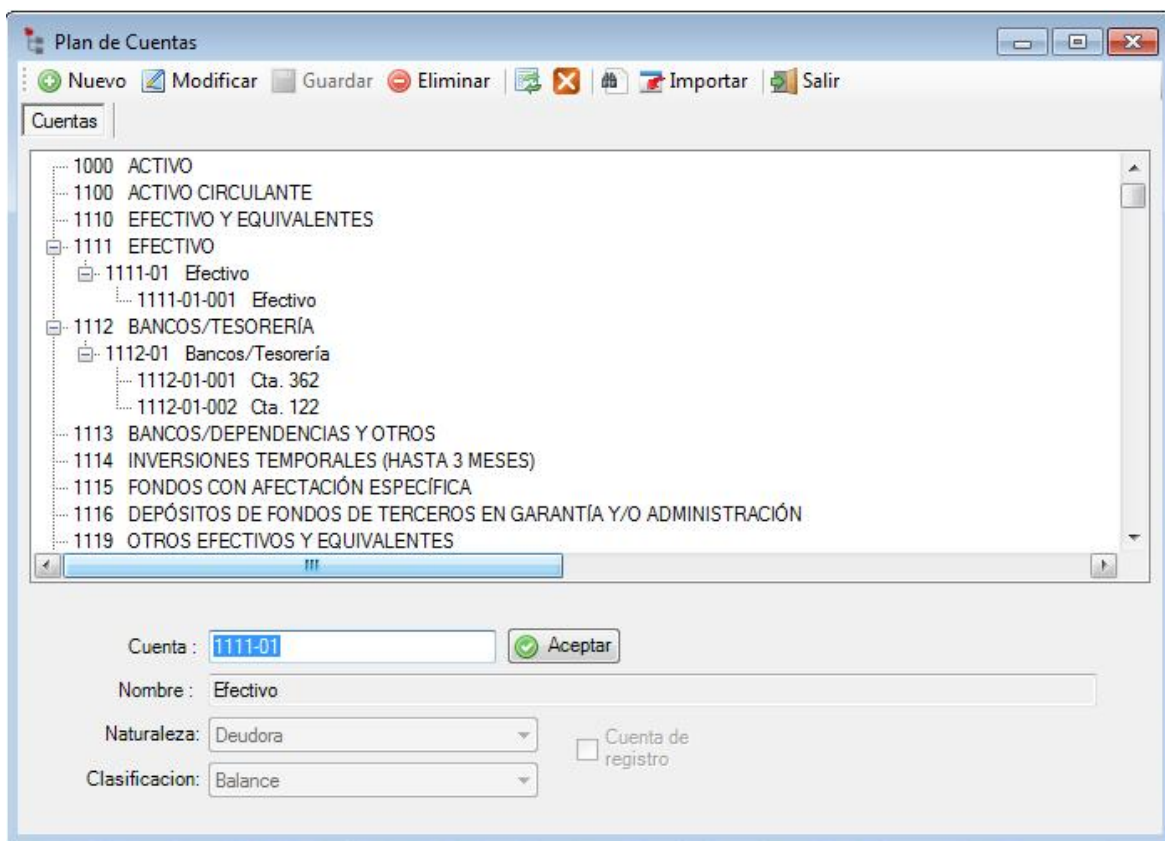 Plan de Cuentas
Nuevo Modificar Guardar Eliminar Importar Salir
Cuentas
1000 ACTIVO
1100 ACTIVO CIRCULANTE
1110 EFECTIVO Y EQUIVALENTES
1111 EFECTIVO
1111-01 Efectivo
1111-01-001 Efectivo
1112 BANCOS/TESORERÍA
1112-01 Bancos/Tesorería
1112-01-001 Cta. 362
1112-01-002 Cta. 122
1113 BANCOS/DEPENDENCIAS Y OTROS
1114 INVERSIONES TEMPORALES (HASTA 3 MESES)
1115 FONDOS CON AFECTACIÓN ESPECÍFICA
1116 DEPÓSITOS DE FONDOS DE TERCEROS EN GARANTÍA Y/O ADMINISTRACIÓN
1119 OTROS EFECTIVOS Y EQUIVALENTES
Cuenta : 1111-01 Aceptar
Nombre : Efectivo
Naturaleza: Deudora
Cuenta de
registro
Clasificacion: Balance